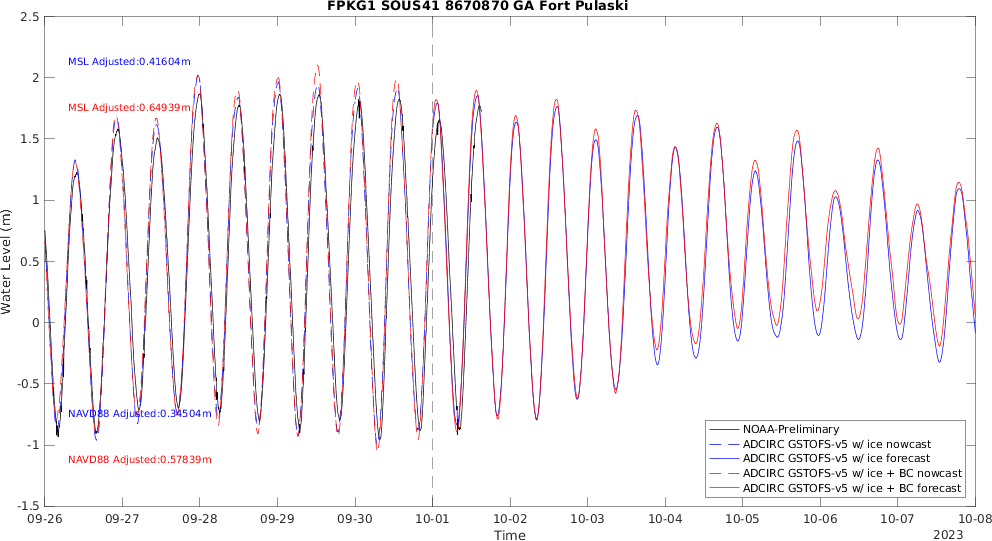 FPKG1 SOUS41 8670870 GA Fort Pulaski
2.5
2
1.5
1
0.5
0
-0.5
-1
-1.5
Water Level (m)
MSL Adjusted:0.41604m
MSL Adjusted:0.64939m
NAVD88 Adjusted:0.34504m
NAVD88 Adjusted:0.57839m
NOAA-Preliminary
ADCIRC GSTOFS-v5 w/ ice nowcast
ADCIRC GSTOFS-v5 w/ ice forecast
ADCIRC GSTOFS-v5 w/ ice + BC nowcast
ADCIRC GSTOFS-v5 w/ ice + BC forecast
09-26 09-27 09-28 09-29 09-30 10-01 10-02 10-03 10-04 10-05 10-06 10-07 10-08
Time
2023